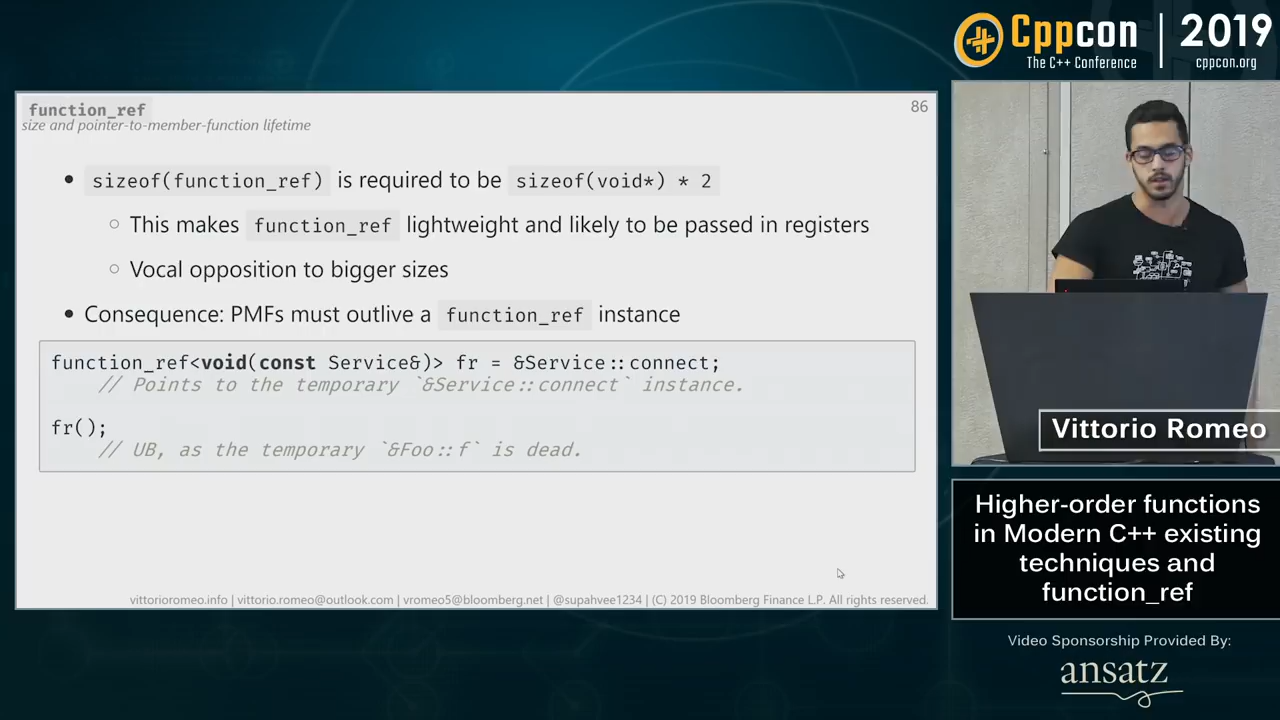 Cppcon | 2019
The C++ Conference cppcon.org
function_ref
86
size and pointer-to-member-function lifetime
• sizeof(function_ref) is required to be sizeof(void*) * 2
○ This makes function_ref lightweight and likely to be passed in registers
○ Vocal opposition to bigger sizes
• Consequence: PMFs must outlive a function_ref instance
function_ref<void(const Service&)> fr = &Service::connect;
// Points to the temporary `&Service::connect` instance.
fr();
// UB, as the temporary `&Foo::f` is dead.
vittorioromeo.info | vittorio.romeo@outlook.com | vromeo5@bloomberg.net | @supahvee1234 | (C) 2019 Bloomberg Finance L.P. All rights reserved.
Vittorio Romeo
Higher-order functions
in Modern C++ existing
techniques and
function_ref
Video Sponsorship Provided By:
ansatz